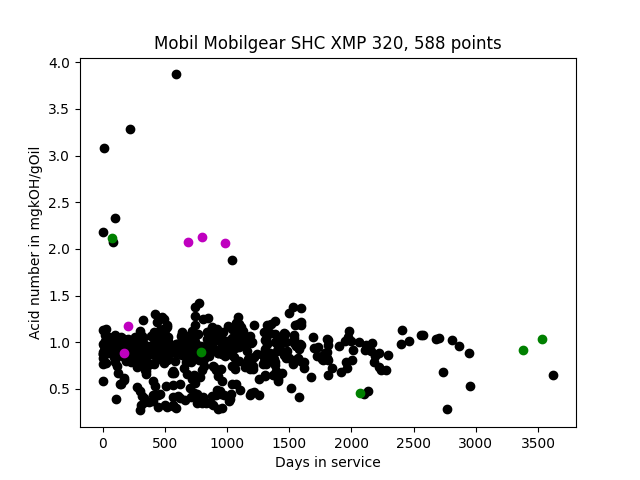 Mobil Mobilgear SHC XMP 320, 588 points
Acid number in mgkOH/gOil
4.0
3.5
3.0
2.5
2.0
1.5
1.0
0.5
0 500 1000 1500 2000 2500 3000 3500
Days in service